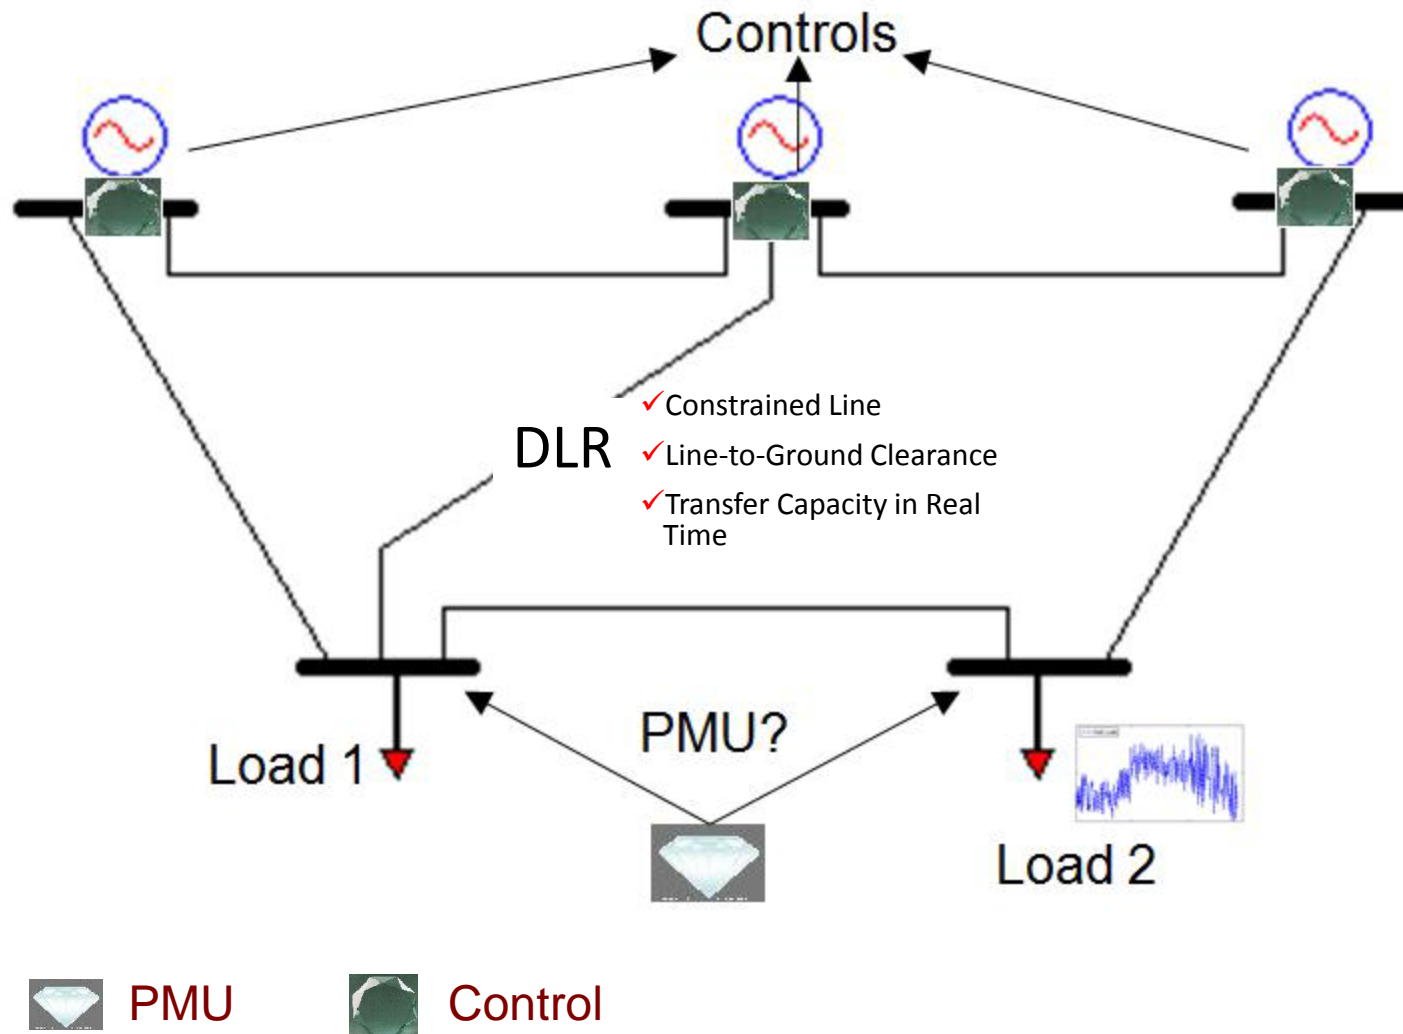 Controls
DLR
✓Constrained Line
✓Line-to-Ground Clearance
✓Transfer Capacity in Real
Time
PMU?
Load 1
Load 2
PMU
Control